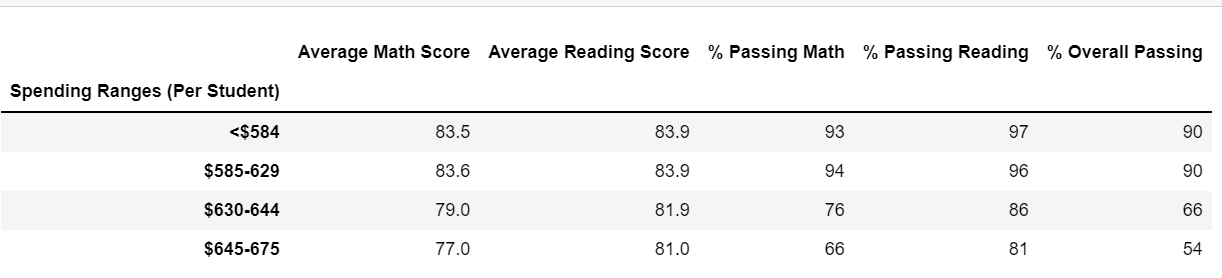 Average Math Score Average Reading Score % Passing Math % Passing Reading % Overall Passing
Spending Ranges (Per Student)
<$584 83.5 83.9 93 97 90
$585-629 83.6 83.9 94 96 90
$630-644 79.0 81.9 76 86 66
$645-675 77.0 81.0 66 81 54